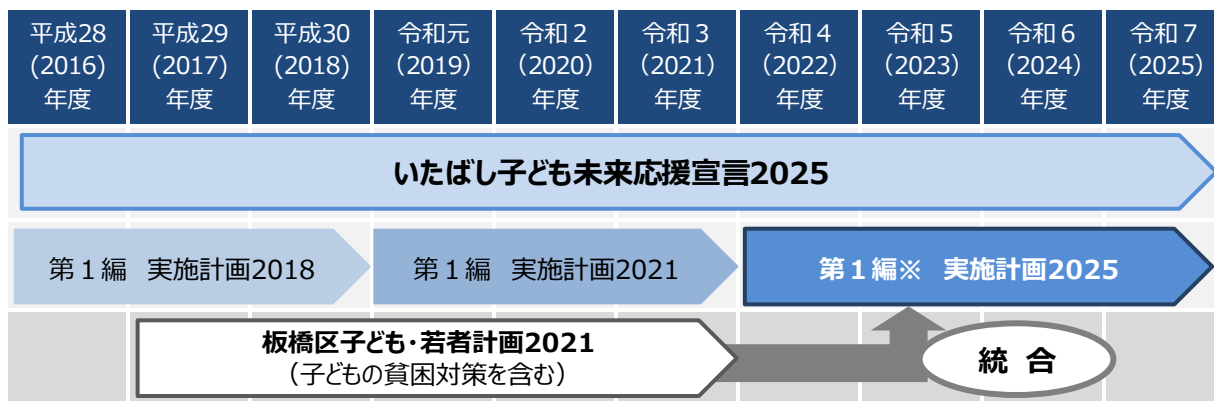 平成28 平成29 平成30 令和元 令和２ 令和３ 令和４ 令和５ 令和６ 令和７
(2016) (2017) (2018) （2019） （2020） （2021） （2022） （2023） （2024） （2025）
年度 年度 年度 年度 年度 年度 年度 年度 年度 年度
いたばし子ども未来応援宣言2025
第１編 実施計画2018 第１編 実施計画2021 第１編※ 実施計画2025
板橋区子ども･若者計画2021
（子どもの貧困対策を含む）
統 合